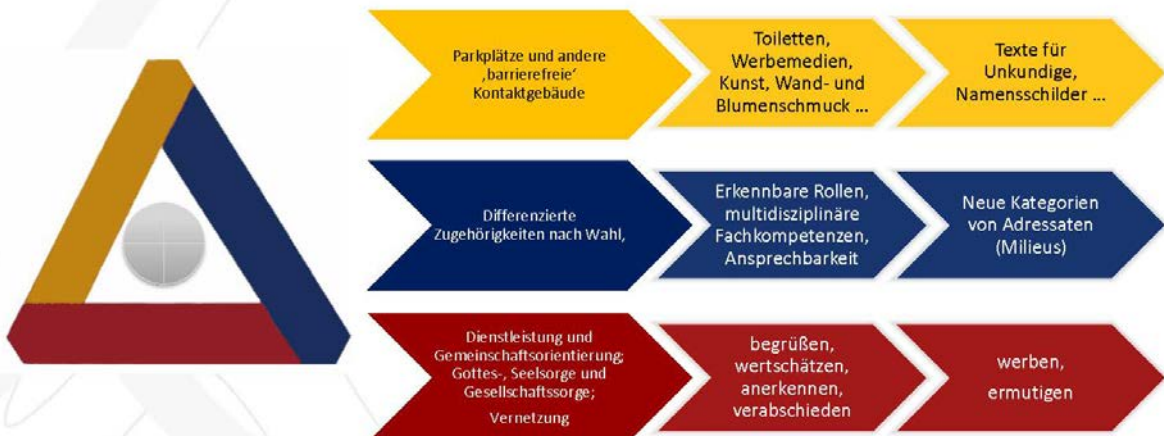 Parkplätze und andere
‚barrierefreie‘
Kontaktgebäude
Toiletten,
Werbemedien,
Kunst, Wand- und
Blumenschmuck ...
Texte für
Unkundige,
Namensschilder ...
Differenzierte
Zugehörigkeiten nach Wahl,
Erkennbare Rollen,
multidisziplinäre
Fachkompetenzen,
Ansprechbarkeit
Neue Kategorien
von Adressaten
(Milieus)
Dienstleistung und
Gemeinschaftsorientierung;
Gottes-, Seelsorge und
Gesellschaftssorge;
Vernetzung
begrüßen,
wertschätzen,
anerkennen,
verabschieden
werben,
ermutigen